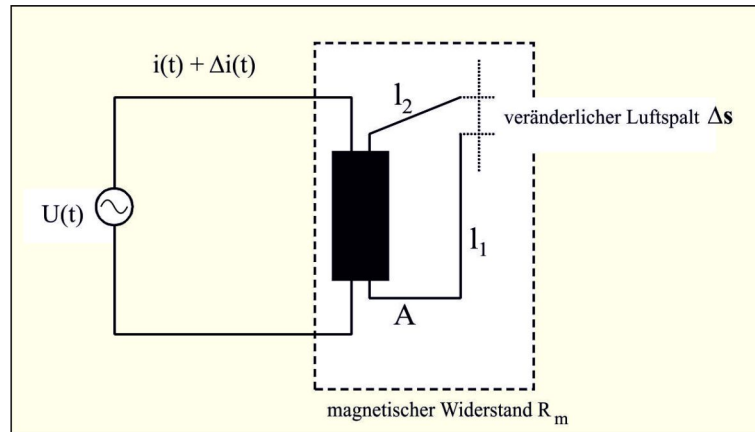 i(t) + Δi(t)
l₂
veränderlicher Luftspalt Δs
U(t)
l₁
A
magnetischer Widerstand Rₘ